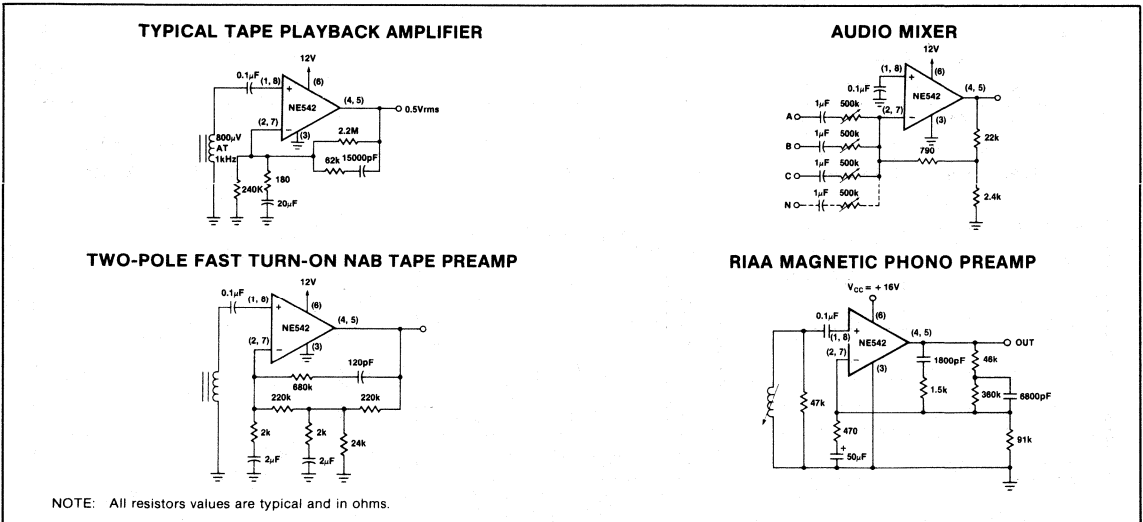 TYPICAL TAPE PLAYBACK AMPLIFIER
12V
0.1µF
(1, 8)
+
(6)
NE542
(4, 5)
0.5Vrms
(2, 7)
−
(3)
800µV
AT
1kHz
2.2M
62k
15000pF
240K
180
20µF
AUDIO MIXER
12V
(1, 8)
+
(6)
0.1µF
NE542
(4, 5)
(2, 7)
−
(3)
A
1µF
500k
B
1µF
500k
C
1µF
500k
N
1µF
500k
22k
790
2.4k
TWO-POLE FAST TURN-ON NAB TAPE PREAMP
12V
0.1µF
(1, 8)
+
(6)
NE542
(4, 5)
(2, 7)
−
(3)
120pF
680k
220k
220k
2k
2k
24k
2µF
2µF
RIAA MAGNETIC PHONO PREAMP
VCC = + 16V
0.1µF
(6)
+
(1, 8)
NE542
(4, 5)
OUT
(2, 7)
−
(3)
1800pF
46k
1.5k
360k
6800pF
47k
470
+
50µF
91k
NOTE: All resistors values are typical and in ohms.